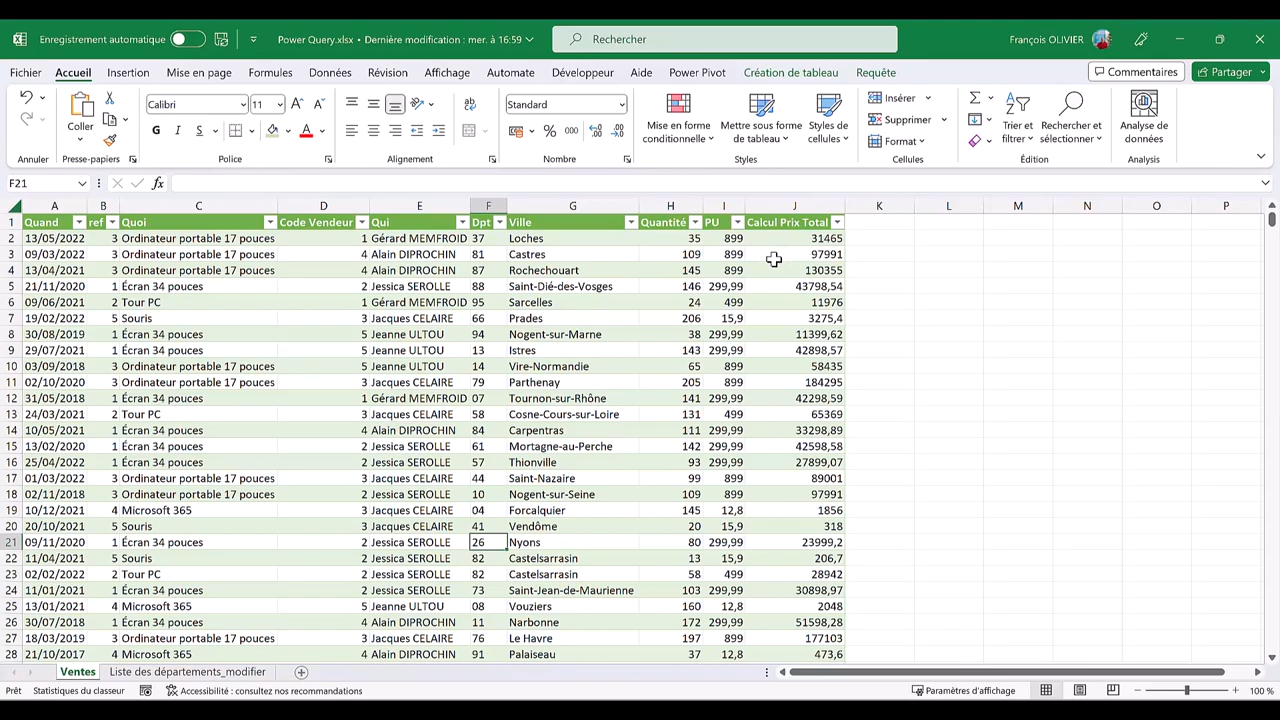 Enregistrement automatique Power Query.xlsx • Dernière modification : mer. à 16:59 Rechercher François OLIVIER
Fichier Accueil Insertion Mise en page Formules Données Révision Affichage Automate Développeur Aide Power Pivot Création de tableau Requête Commentaires Partager
Calibri 11 Standard Insérer
Coller Mise en forme conditionnelle Mettre sous forme de tableau Styles de cellules Supprimer Trier et filtrer Rechercher et sélectionner Analyse de données
G I S 000 Format
Annuler Presse-papiers Police Alignement Nombre Styles Cellules Édition Analysis
F21 fx
A B C D E F G H I J K L M N O P
1 Quand ref Quoi Code Vendeur Qui Dpt Ville Quantité PU Calcul Prix Total
2 13/05/2022 3 Ordinateur portable 17 pouces 1 Gérard MEMFROID 37 Loches 35 899 31465
3 09/03/2022 3 Ordinateur portable 17 pouces 4 Alain DIPROCHIN 81 Castres 109 899 97991
4 13/04/2021 3 Ordinateur portable 17 pouces 4 Alain DIPROCHIN 87 Rochechouart 145 899 130355
5 21/11/2020 1 Écran 34 pouces 2 Jessica SEROLLE 88 Saint-Dié-des-Vosges 146 299,99 43798,54
6 09/06/2021 2 Tour PC 1 Gérard MEMFROID 95 Sarcelles 24 499 11976
7 19/02/2022 5 Souris 3 Jacques CELAIRE 66 Prades 206 15,9 3275,4
8 30/08/2019 1 Écran 34 pouces 5 Jeanne ULTOU 94 Nogent-sur-Marne 38 299,99 11399,62
9 29/07/2021 1 Écran 34 pouces 5 Jeanne ULTOU 13 Istres 143 299,99 42898,57
10 03/09/2018 3 Ordinateur portable 17 pouces 5 Jeanne ULTOU 14 Vire-Normandie 65 899 58435
11 02/10/2020 3 Ordinateur portable 17 pouces 3 Jacques CELAIRE 79 Parthenay 205 899 184295
12 31/05/2018 1 Écran 34 pouces 1 Gérard MEMFROID 07 Tournon-sur-Rhône 141 299,99 42298,59
13 24/03/2021 2 Tour PC 3 Jacques CELAIRE 58 Cosne-Cours-sur-Loire 131 499 65369
14 10/05/2021 1 Écran 34 pouces 4 Alain DIPROCHIN 84 Carpentras 111 299,99 33298,89
15 13/02/2020 1 Écran 34 pouces 2 Jessica SEROLLE 61 Mortagne-au-Perche 142 299,99 42598,58
16 25/04/2022 1 Écran 34 pouces 2 Jessica SEROLLE 57 Thionville 93 299,99 27899,07
17 01/03/2022 3 Ordinateur portable 17 pouces 3 Jacques CELAIRE 44 Saint-Nazaire 99 899 89001
18 02/11/2018 3 Ordinateur portable 17 pouces 2 Jessica SEROLLE 10 Nogent-sur-Seine 109 899 97991
19 10/12/2021 4 Microsoft 365 3 Jacques CELAIRE 04 Forcalquier 145 12,8 1856
20 20/10/2021 5 Souris 3 Jacques CELAIRE 41 Vendôme 20 15,9 318
21 09/11/2020 1 Écran 34 pouces 2 Jessica SEROLLE 26 Nyons 80 299,99 23999,2
22 11/04/2021 5 Souris 2 Jessica SEROLLE 82 Castelsarrasin 13 15,9 206,7
23 02/02/2022 2 Tour PC 2 Jessica SEROLLE 82 Castelsarrasin 58 499 28942
24 11/01/2021 1 Écran 34 pouces 2 Jessica SEROLLE 73 Saint-Jean-de-Maurienne 103 299,99 30898,97
25 13/01/2021 4 Microsoft 365 5 Jeanne ULTOU 08 Vouziers 160 12,8 2048
26 30/07/2018 1 Écran 34 pouces 4 Alain DIPROCHIN 11 Narbonne 172 299,99 51598,28
27 18/03/2019 3 Ordinateur portable 17 pouces 3 Jacques CELAIRE 76 Le Havre 197 899 177103
28 21/10/2017 4 Microsoft 365 4 Alain DIPROCHIN 91 Palaiseau 37 12,8 473,6
Ventes Liste des départements_modifier
Prêt Statistiques du classeur Accessibilité : consultez nos recommandations Paramètres d'affichage 100 %